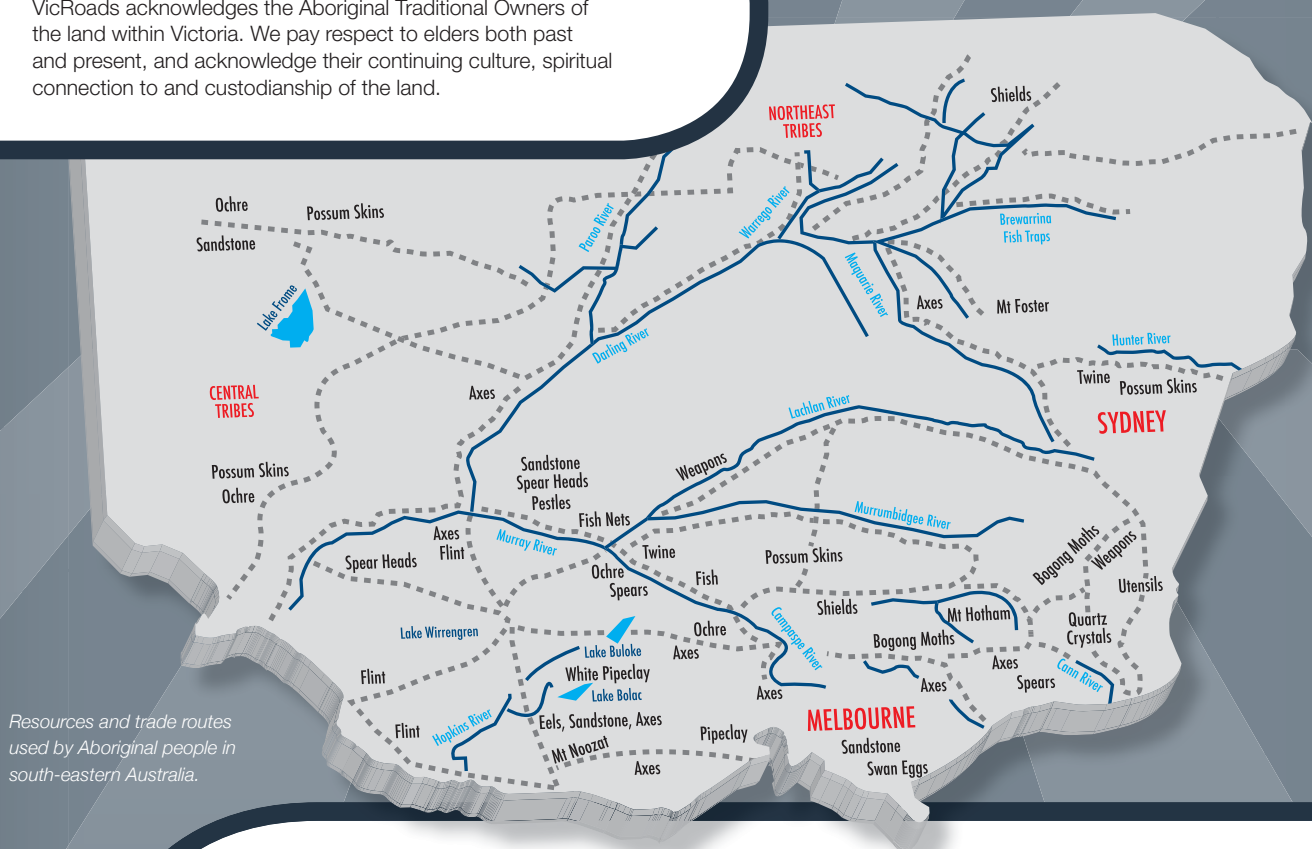 VicRoads acknowledges the Aboriginal Traditional Owners of
the land within Victoria. We pay respect to elders both past
and present, and acknowledge their continuing culture, spiritual
connection to and custodianship of the land.
NORTHEAST
TRIBES
Shields
Ochre
Possum Skins
Sandstone
Paroo River
Warrego River
Brewarrina
Fish Traps
Lake Frome
Maquarie River
Axes
Mt Foster
Darling River
Hunter River
Twine
Possum Skins
CENTRAL
TRIBES
Axes
Lachlan River
SYDNEY
Possum Skins
Ochre
Sandstone
Spear Heads
Pestles
Weapons
Fish Nets
Murrumbidgee River
Axes
Flint
Murray River
Spear Heads
Twine
Possum Skins
Bogong Moths
Weapons
Ochre
Spears
Fish
Utensils
Shields
Mt Hotham
Campaspe River
Quartz
Crystals
Lake Wirrengren
Ochre
Bogong Moths
Lake Buloke
Axes
White Pipeclay
Axes
Spears
Cann River
Flint
Lake Bolac
Axes
Axes
Hopkins River
Eels, Sandstone, Axes
MELBOURNE
Flint
Mt Noozat
Pipeclay
Sandstone
Axes
Swan Eggs
Resources and trade routes
used by Aboriginal people in
south-eastern Australia.